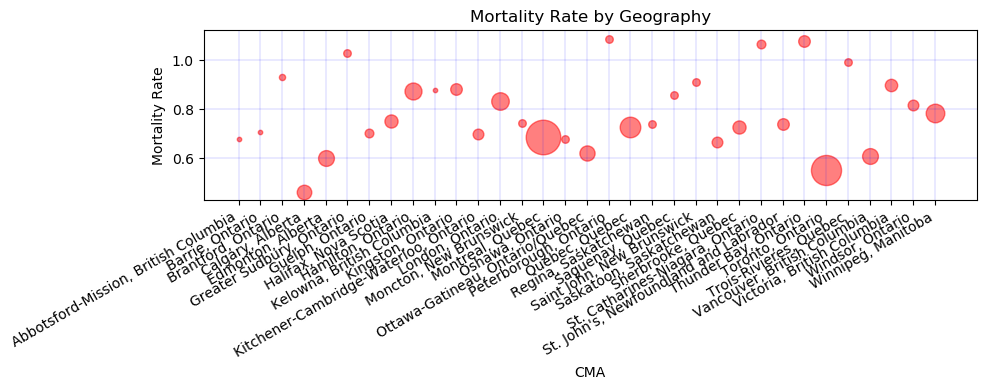 Mortality Rate by Geography
Mortality Rate
1.0
0.8
0.6
Abbotsford-Mission, British Columbia
Barrie, Ontario
Brantford, Ontario
Calgary, Alberta
Edmonton, Alberta
Greater Sudbury, Ontario
Guelph, Ontario
Halifax, Nova Scotia
Hamilton, Ontario
Kelowna, British Columbia
Kingston, Ontario
Kitchener-Cambridge-Waterloo, Ontario
London, Ontario
Moncton, New Brunswick
Montreal, Quebec
Oshawa, Ontario
Ottawa-Gatineau, Ontario/Quebec
Peterborough, Ontario
Quebec, Quebec
Regina, Saskatchewan
Saguenay, Quebec
Saint John, New Brunswick
Saskatoon, Saskatchewan
Sherbrooke, Quebec
St. Catharines-Niagara, Ontario
St. John's, Newfoundland and Labrador
Thunder Bay, Ontario
Toronto, Ontario
Trois-Rivieres, Quebec
Vancouver, British Columbia
Victoria, British Columbia
Windsor, Ontario
Winnipeg, Manitoba
CMA